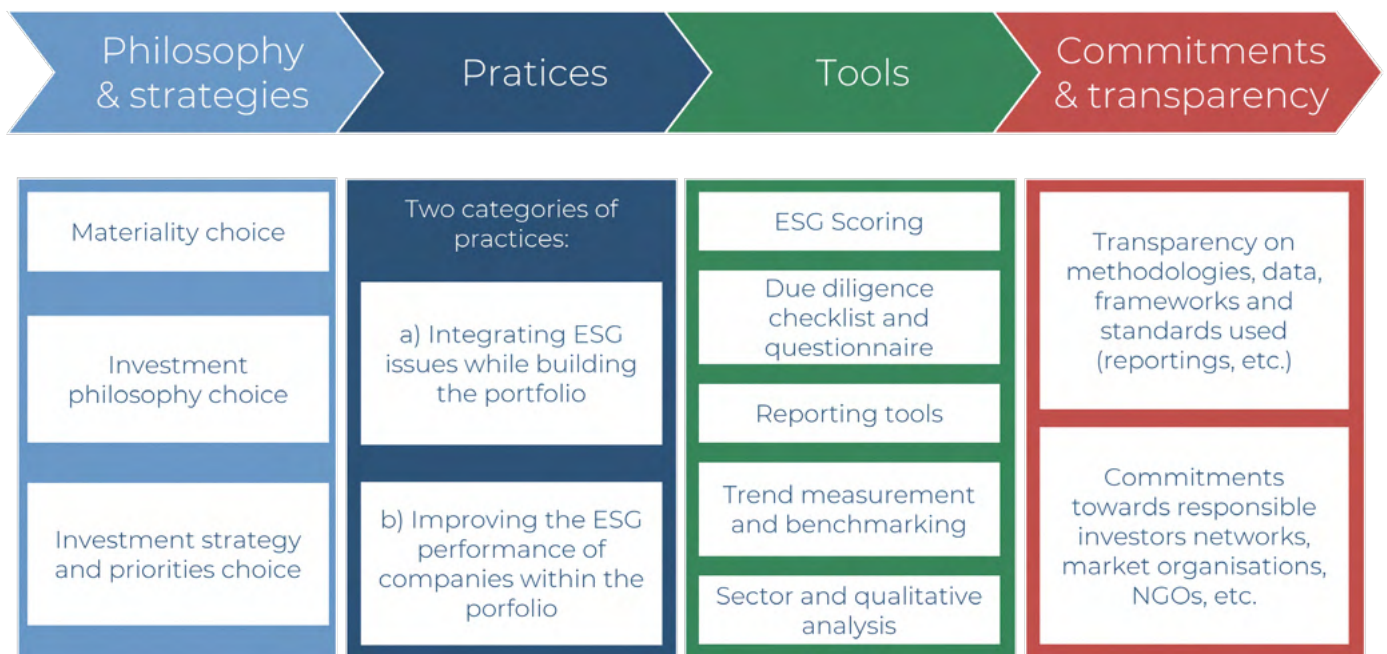 Philosophy
& strategies
Pratices
Tools
Commitments
& transparency
Materiality choice
Investment
philosophy choice
Investment strategy
and priorities choice
Two categories of
practices:
a) Integrating ESG
issues while building
the portfolio
b) Improving the ESG
performance of
companies within the
porfolio
ESG Scoring
Due diligence
checklist and
questionnaire
Reporting tools
Trend measurement
and benchmarking
Sector and qualitative
analysis
Transparency on
methodologies, data,
frameworks and
standards used
(reportings, etc.)
Commitments
towards responsible
investors networks,
market organisations,
NGOs, etc.